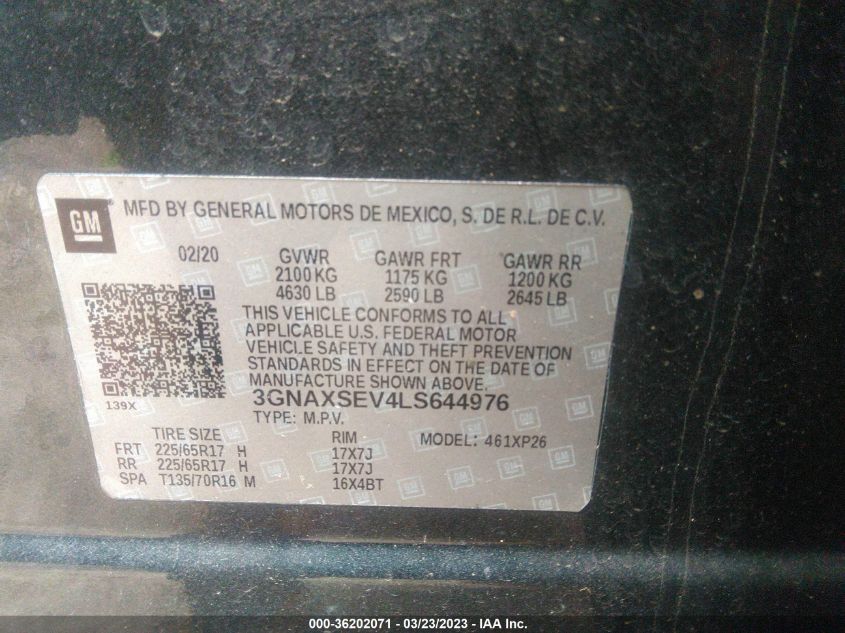 GM MFD BY GENERAL MOTORS DE MEXICO, S. DE R.L. DE C.V.
02/20 GVWR GAWR FRT GAWR RR
2100 KG 1175 KG 1200 KG
4630 LB 2590 LB 2645 LB
THIS VEHICLE CONFORMS TO ALL
APPLICABLE U.S. FEDERAL MOTOR
VEHICLE SAFETY AND THEFT PREVENTION
STANDARDS IN EFFECT ON THE DATE OF
MANUFACTURE SHOWN ABOVE.
139X
3GNAXSEV4LS644976
TYPE: M.P.V.
TIRE SIZE RIM MODEL: 461XP26
FRT 225/65R17 H 17X7J
RR 225/65R17 H 17X7J
SPA T135/70R16 M 16X4BT
000-36202071 - 03/23/2023 - © IAA Inc.